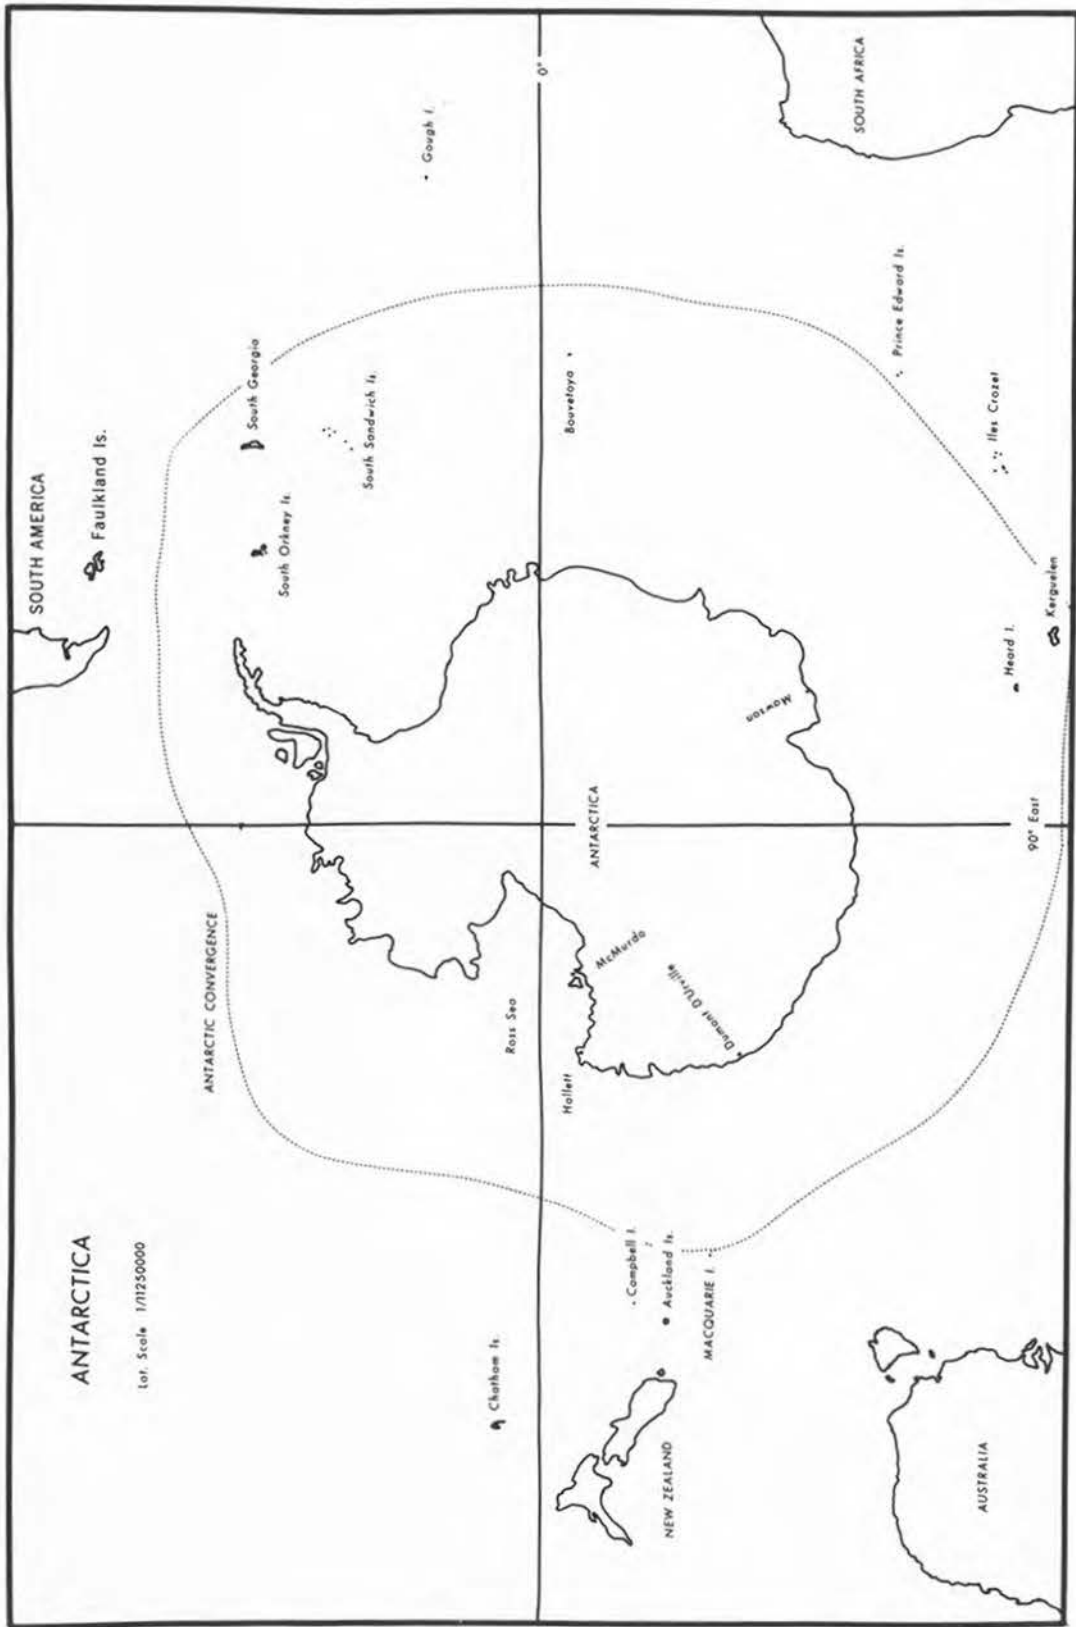 ANTARCTICA
Lat. Scale 1/11250000
SOUTH AMERICA
Faulkland Is.
ANTARCTIC CONVERGENCE
South Georgia
South Orkney Is.
South Sandwich Is.
Gough I.
0°
Chatham Is.
Ross Sea
Hallett
McMurdo
ANTARCTICA
Bouvetoya
Campbell I.
Auckland Is.
MACQUARIE I.
NEW ZEALAND
Dumont D'Urville
Mawson
SOUTH AFRICA
Prince Edward Is.
Iles Crozet
Heard I.
Kerguelen
90° East
AUSTRALIA